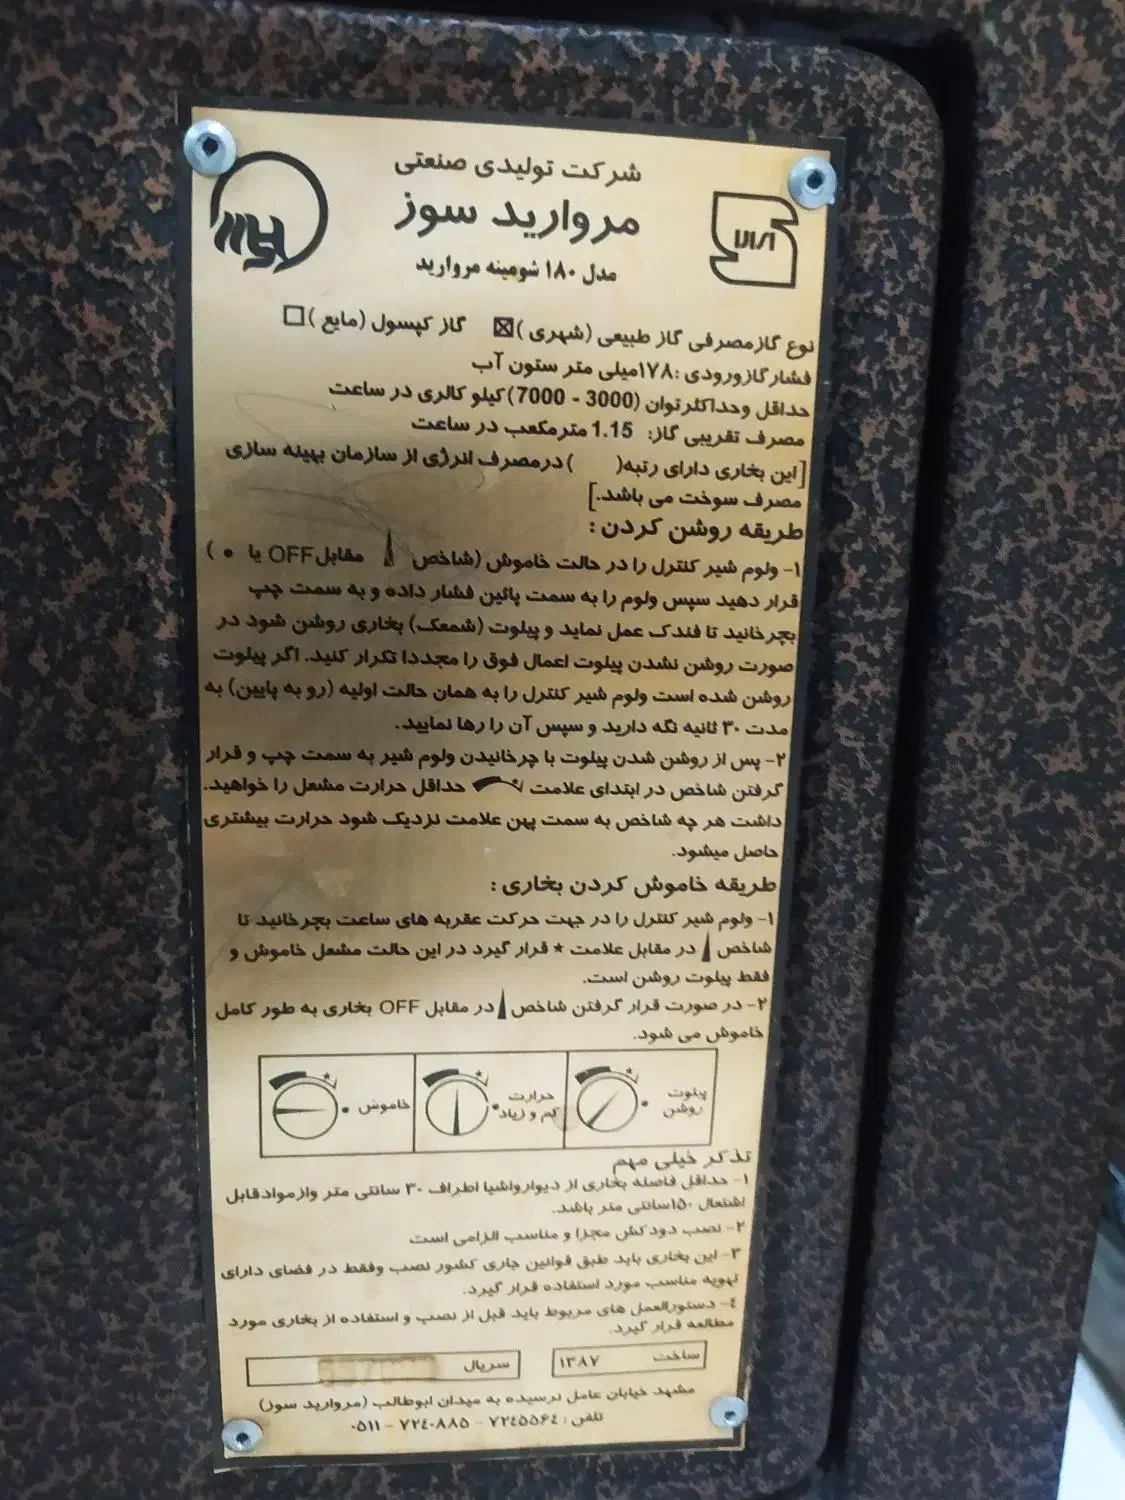 شرکت تولیدی صنعتی
مروارید سوز
مدل ۱۸۰ شومینه مروارید
نوع گازمصرفی گاز طبیعی (شهری )☒ گاز کپسول (مایع )☐
فشارگازورودی :۱۷۸میلی متر ستون آب
حداقل وحداکثرتوان (3000 - 7000)کیلو کالری در ساعت
مصرف تقریبی گاز: 1.15 مترمکعب در ساعت
[این بخاری دارای رتبه( )درمصرف انرژی از سازمان بهینه سازی
مصرف سوخت می باشد.]
طریقه روشن کردن :
۱- ولوم شیر کنترل را در حالت خاموش (شاخص مقابلOFF یا • )
قرار دهید سپس ولوم را به سمت پائین فشار داده و به سمت چپ
بچرخانید تا فندک عمل نماید و پیلوت (شمعک) بخاری روشن شود در
صورت روشن نشدن پیلوت اعمال فوق را مجددا تکرار کنید. اگر پیلوت
روشن شده است ولوم شیر کنترل را به همان حالت اولیه (رو به پایین) به
مدت ۳۰ ثانیه نگه دارید و سپس آن را رها نمایید.
۲- پس از روشن شدن پیلوت با چرخانیدن ولوم شیر به سمت چپ و قرار
گرفتن شاخص در ابتدای علامت حداقل حرارت مشعل را خواهید.
داشت هر چه شاخص به سمت پهن علامت نزدیک شود حرارت بیشتری
حاصل میشود.
طریقه خاموش کردن بخاری :
۱- ولوم شیر کنترل را در جهت حرکت عقربه های ساعت بچرخانید تا
شاخص در مقابل علامت * قرار گیرد در این حالت مشعل خاموش و
فقط پیلوت روشن است.
۲- در صورت قرار گرفتن شاخص در مقابل OFF بخاری به طور کامل
خاموش می شود.
پیلوت
روشن
حرارت
کم و زیاد
خاموش
تذکر خیلی مهم
۱- حداقل فاصله بخاری از دیوارواشیا اطراف ۳۰ سانتی متر وازموادقابل
اشتعال ۱۵۰سانتی متر باشد.
۲- نصب دودکش مجزا و مناسب الزامی است
۳- این بخاری باید طبق قوانین جاری کشور نصب وفقط در فضای دارای
تهویه مناسب مورد استفاده قرار گیرد.
٤- دستورالعمل های مربوط باید قبل از نصب و استفاده از بخاری مورد
مطالعه قرار گیرد.
ساخت ۱۳۸۷
سریال
مشهد خیابان عامل نرسیده به میدان ابوطالب (مروارید سوز)
تلفن : ۷۲٤۵۵۶٤ - ۷۲٤۰۸۸۵ - ۰۵۱۱